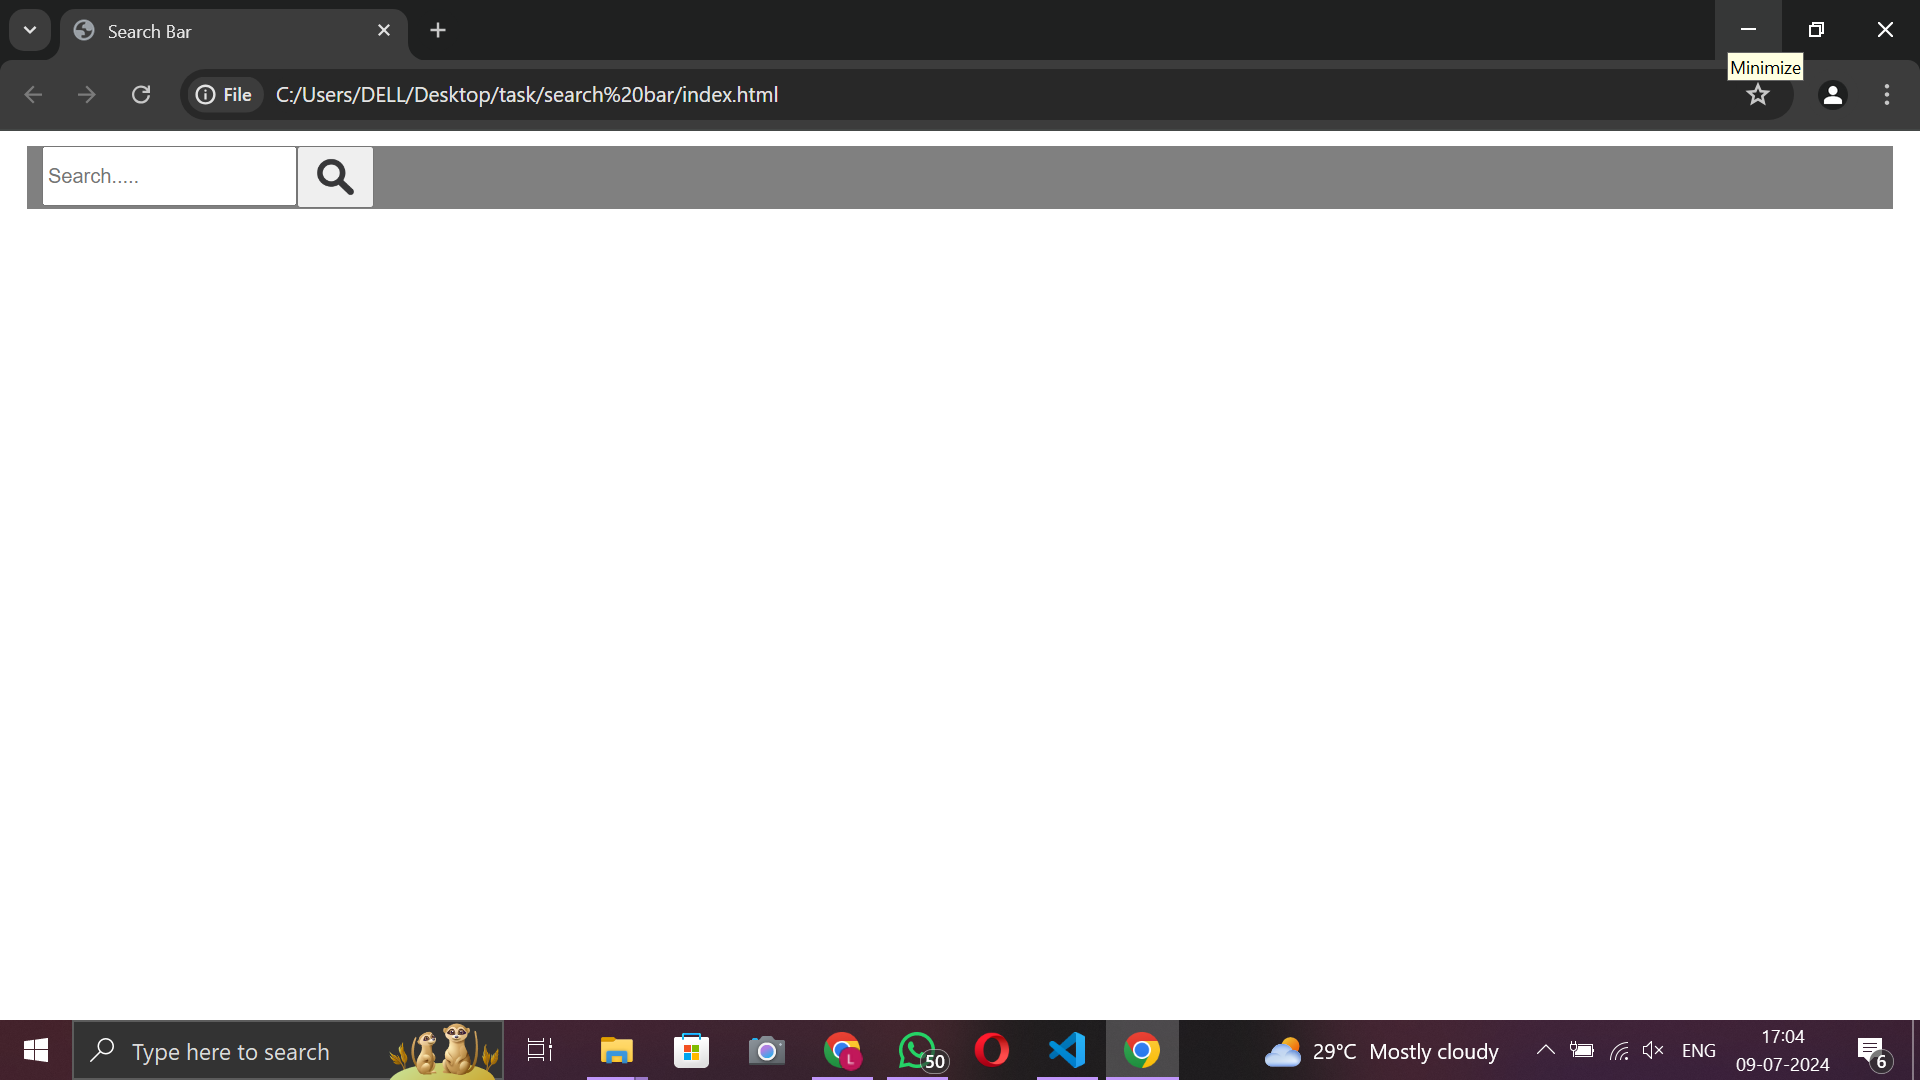 Search Bar
Minimize
File C:/Users/DELL/Desktop/task/search%20bar/index.html
Search.....
Type here to search
L
50
29°C Mostly cloudy
ENG
17:04
09-07-2024
6